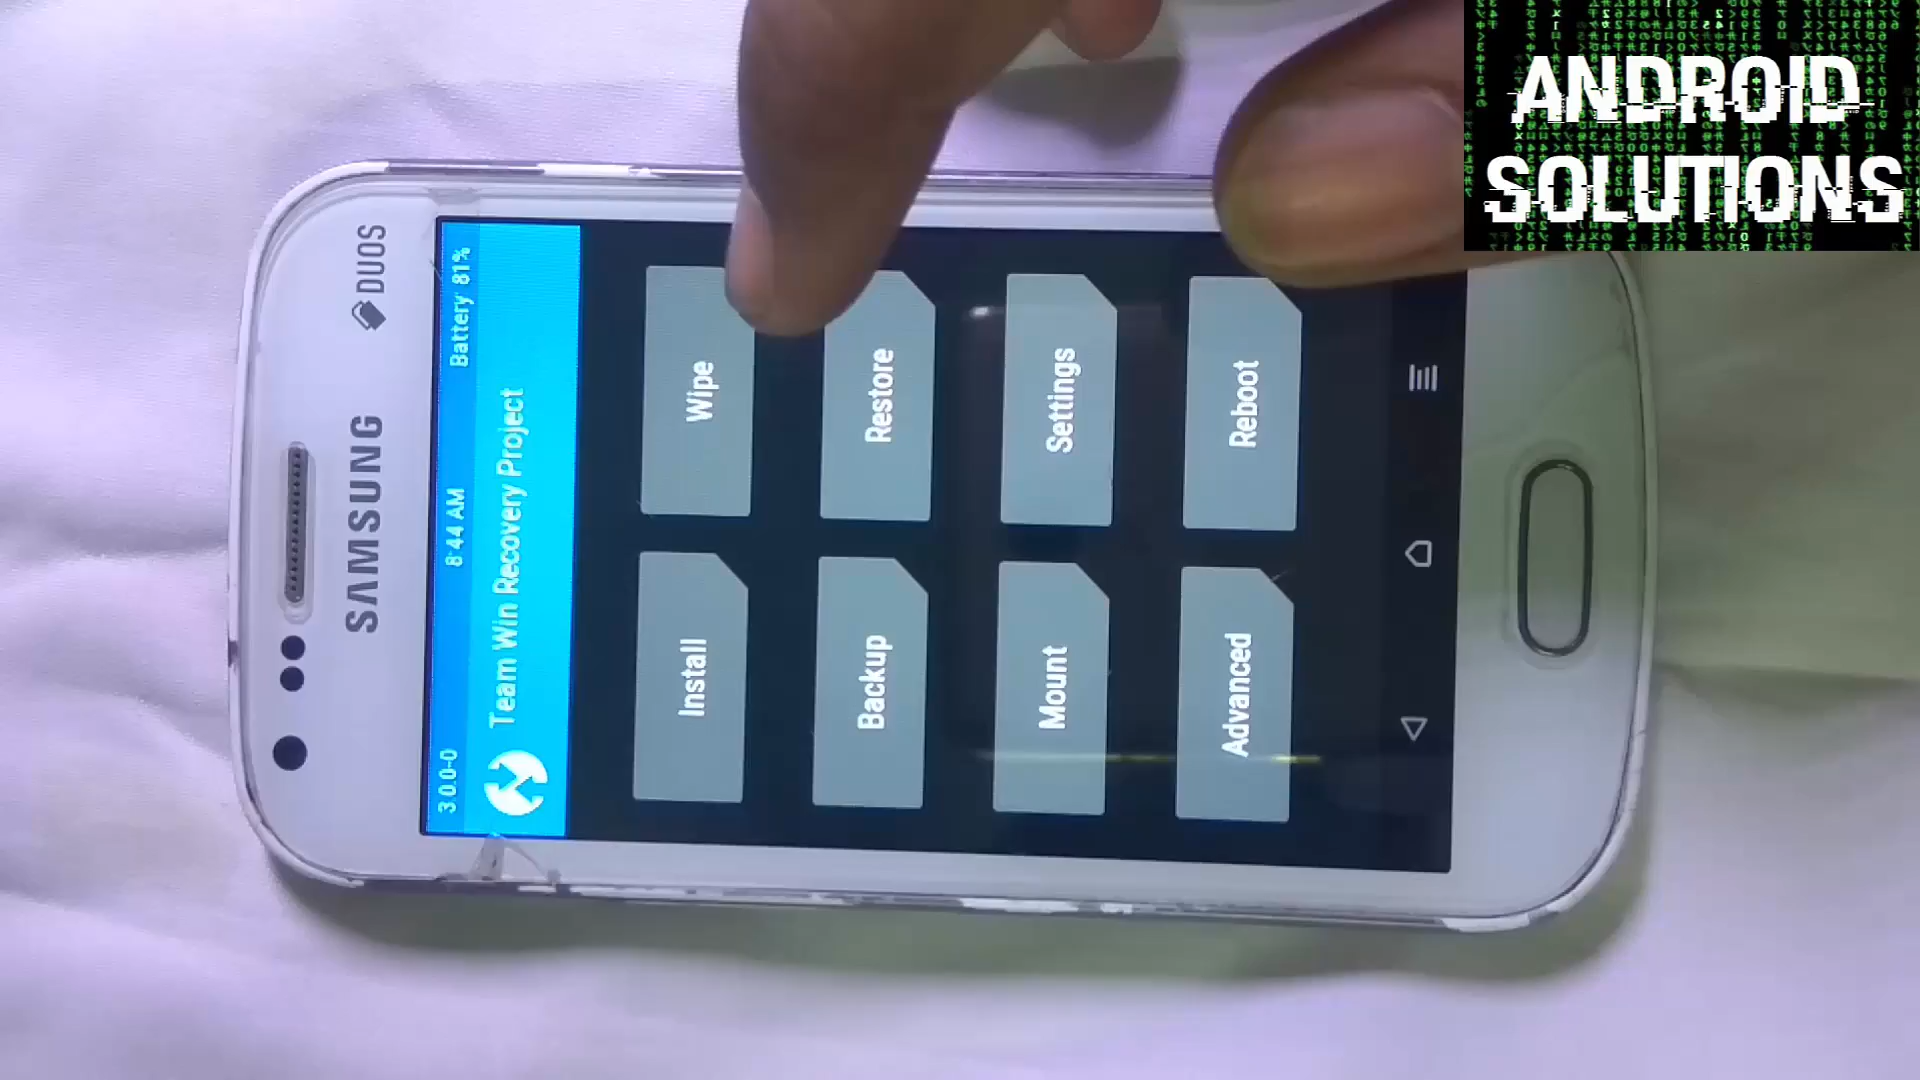 ANDROID
SOLUTIONS
DUOS
SAMSUNG
3.0.0-0 8:44 AM Battery 81%
Team Win Recovery Project
Install Wipe
Backup Restore
Mount Settings
Advanced Reboot